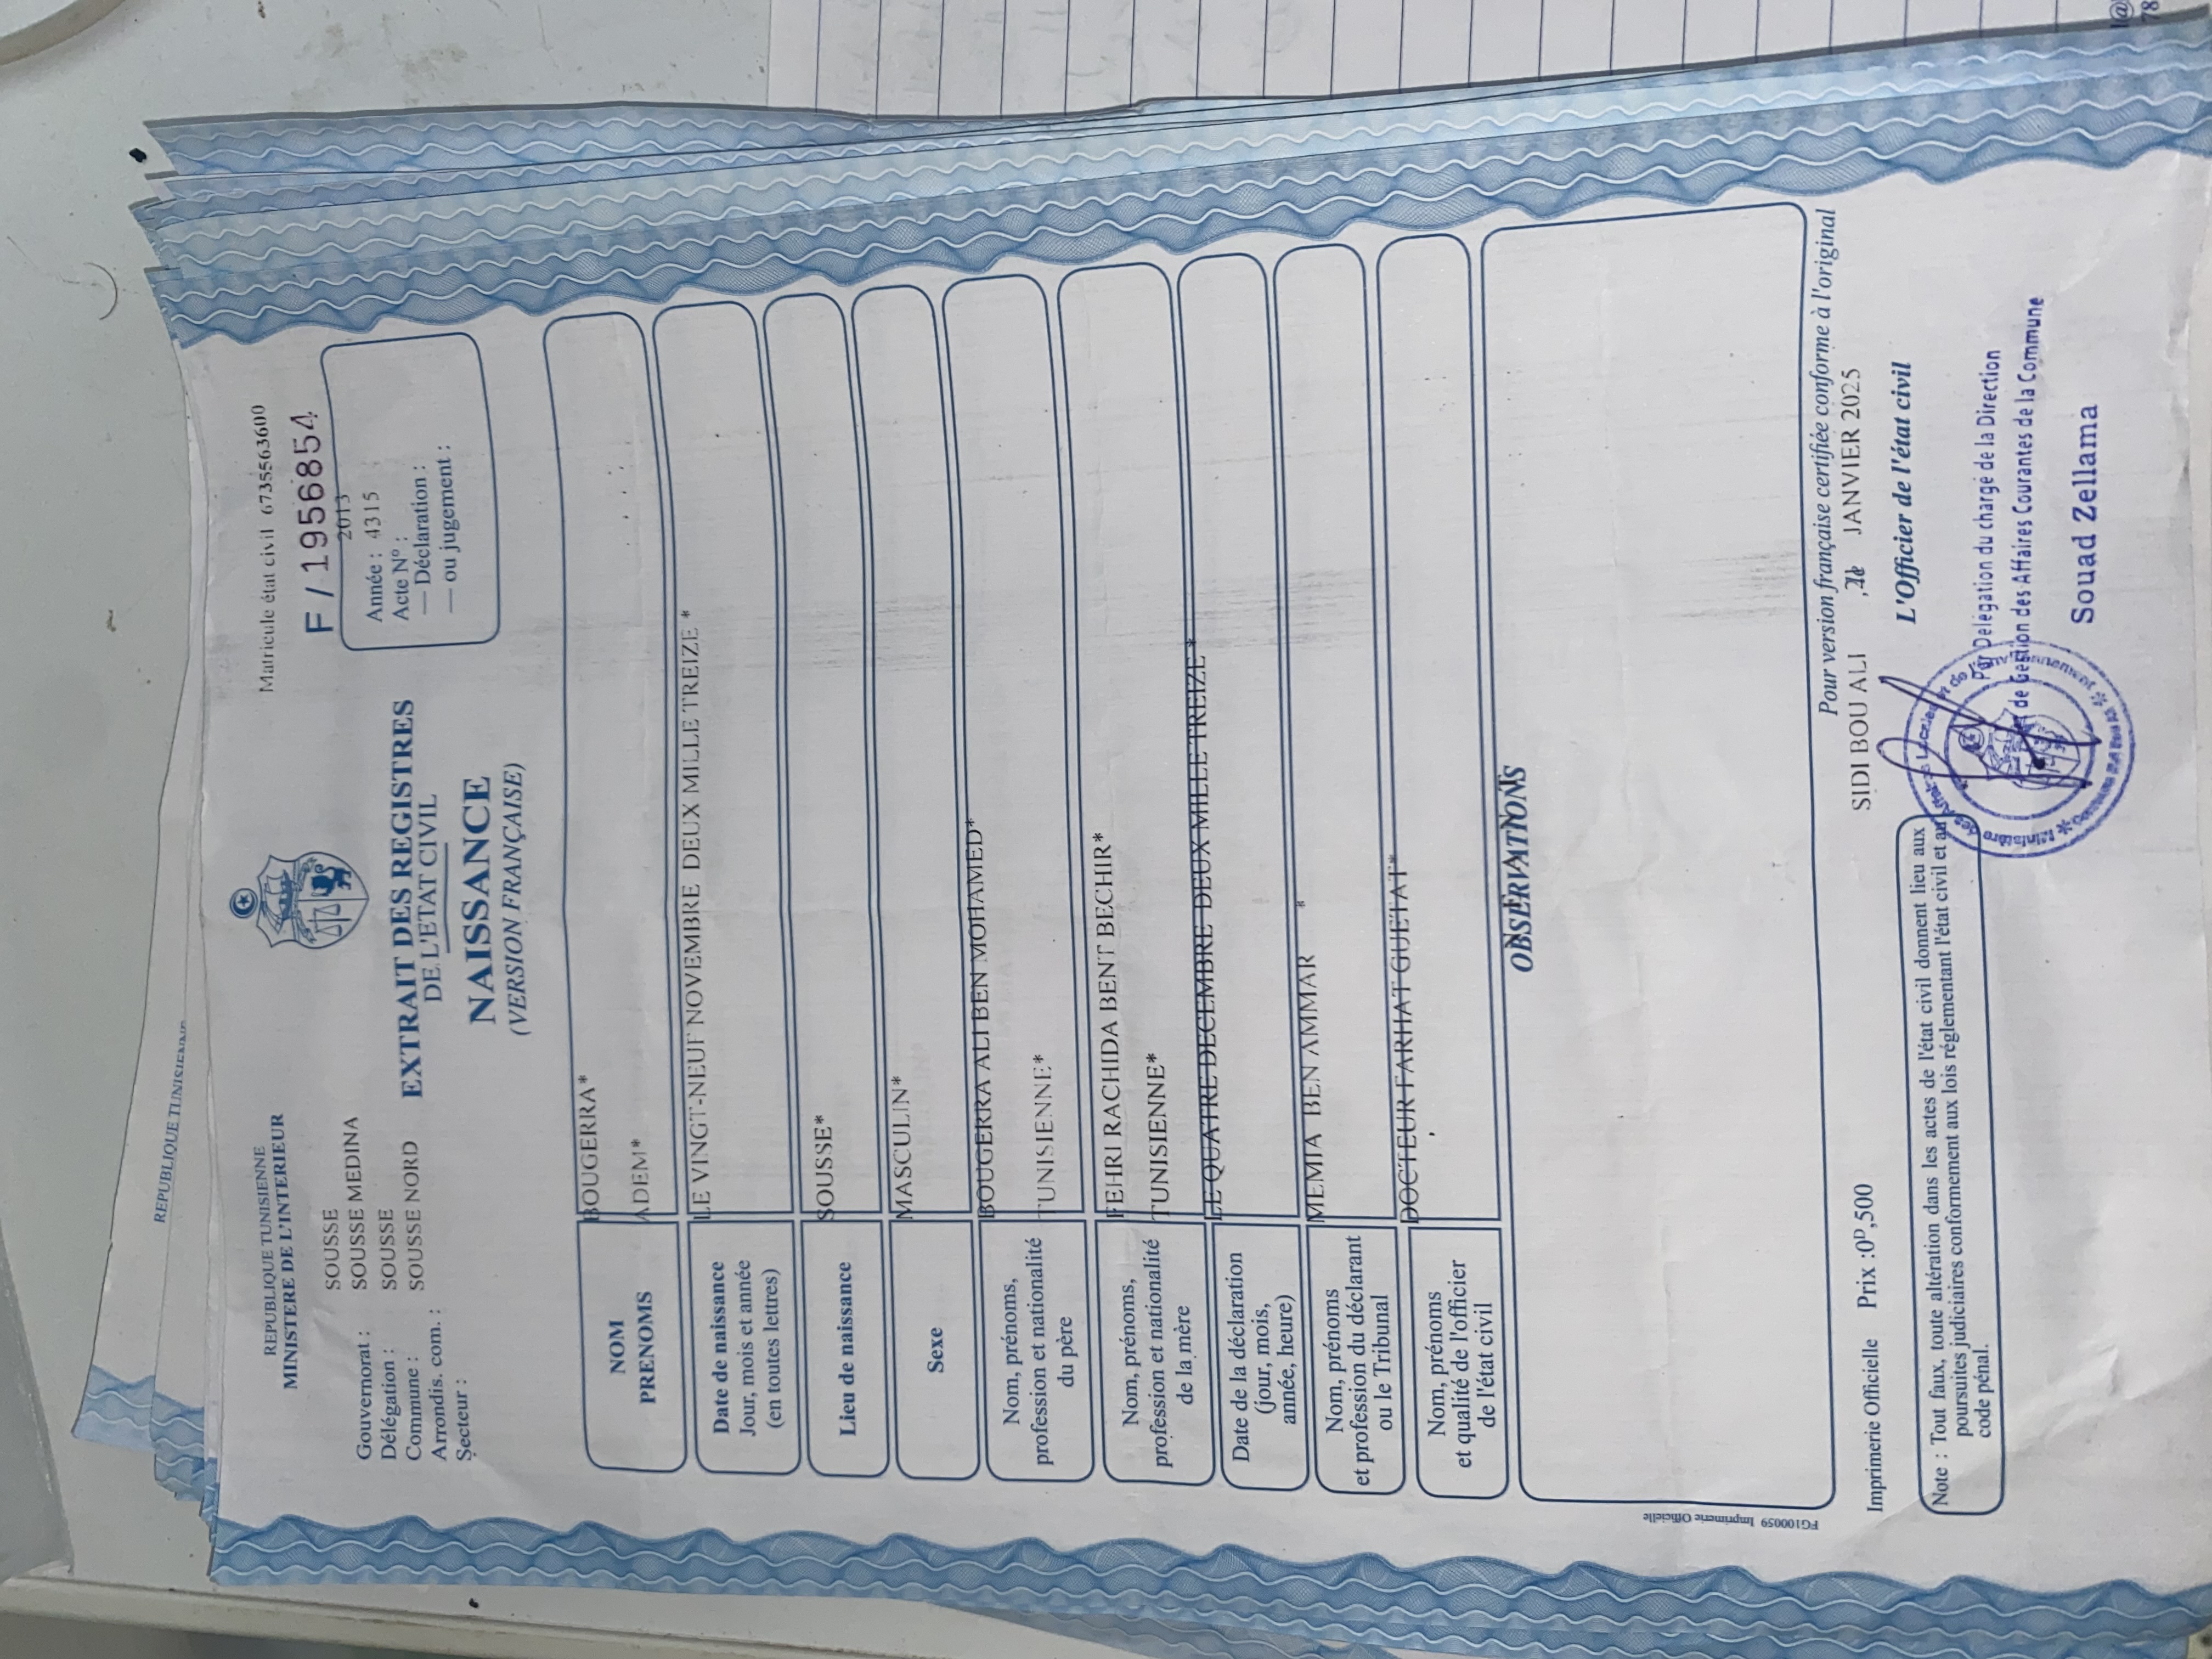 REPUBLIQUE TUNISIENNE
REPUBLIQUE TUNISIENNE
MINISTERE DE L'INTERIEUR
Matricule état civil 6735563600
F / 1956854
Gouvernorat : SOUSSE
Délégation : SOUSSE MEDINA
Commune : SOUSSE
Arrondis. com. : SOUSSE NORD
Secteur :
EXTRAIT DES REGISTRES
DE L'ETAT CIVIL
NAISSANCE
(VERSION FRANÇAISE)
2013
Année : 4315
Acte N° :
— Déclaration :
— ou jugement :
NOM
PRENOMS
BOUGERRA*
ADEM*
Date de naissance
Jour, mois et année
(en toutes lettres)
LE VINGT-NEUF NOVEMBRE DEUX MILLE TREIZE *
Lieu de naissance
SOUSSE*
Sexe
MASCULIN*
Nom, prénoms,
profession et nationalité
du père
BOUGERRA ALI BEN MOHAMED*
TUNISIENNE*
Nom, prénoms,
profession et nationalité
de la mère
FEHRI RACHIDA BENT BECHIR*
TUNISIENNE*
Date de la déclaration
(jour, mois,
année, heure)
LE QUATRE DECEMBRE DEUX MILLE TREIZE *
Nom, prénoms
et profession du déclarant
ou le Tribunal
MEMIA BEN AMMAR *
Nom, prénoms
et qualité de l'officier
de l'état civil
DOCTEUR FARHAT GUETAT*
OBSERVATIONS
FG100059 Imprimerie Officielle
Pour version française certifiée conforme à l'original
Imprimerie Officielle Prix :0ᴰ,500
SIDI BOU ALI , JANVIER 2025
L'Officier de l'état civil
Note : Tout faux, toute altération dans les actes de l'état civil donnent lieu aux
poursuites judiciaires conformément aux lois réglementant l'état civil et au
code pénal.
Délégation du chargé de la Direction
de Gestion des Affaires Courantes de la Commune
Souad Zellama